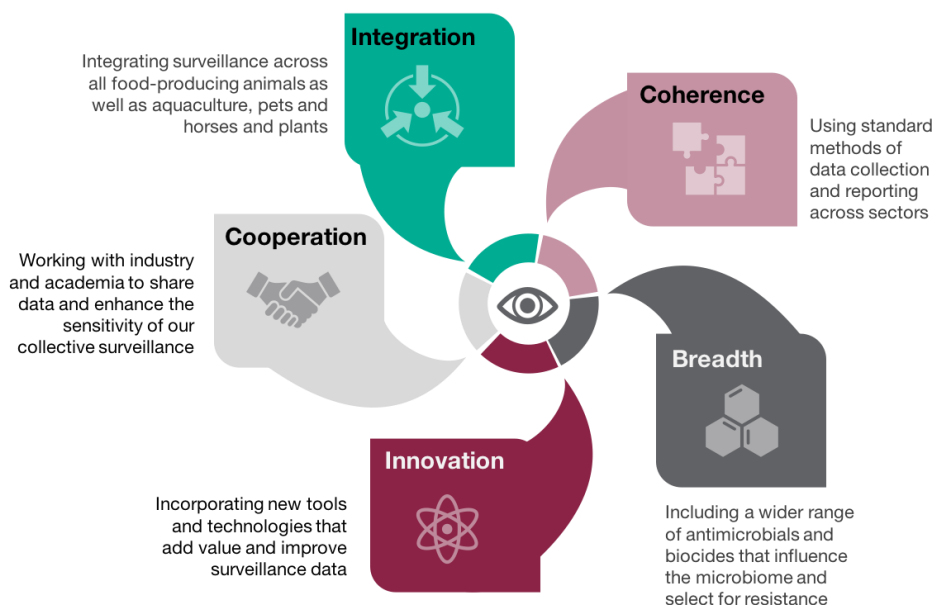 Integration
Integrating surveillance across
all food-producing animals as
well as aquaculture, pets and
horses and plants
Coherence
Using standard
methods of
data collection
and reporting
across sectors
Cooperation
Working with industry
and academia to share
data and enhance the
sensitivity of our
collective surveillance
Breadth
Including a wider range
of antimicrobials and
biocides that influence
the microbiome and
select for resistance
Innovation
Incorporating new tools
and technologies that
add value and improve
surveillance data